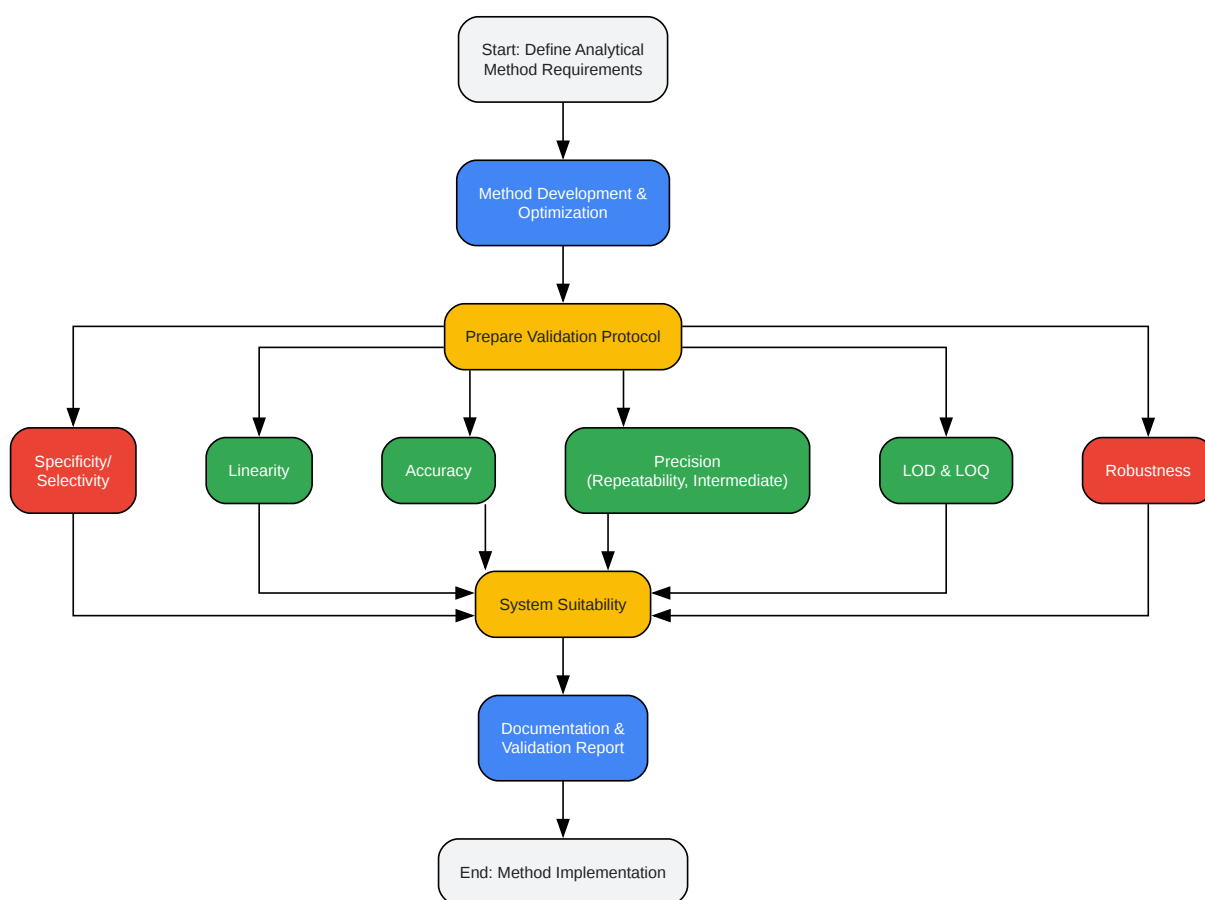 Start: Define Analytical
Method Requirements
Method Development &
Optimization
Prepare Validation Protocol
Specificity/
Selectivity
Linearity
Accuracy
Precision
(Repeatability, Intermediate)
LOD & LOQ
Robustness
System Suitability
Documentation &
Validation Report
End: Method Implementation